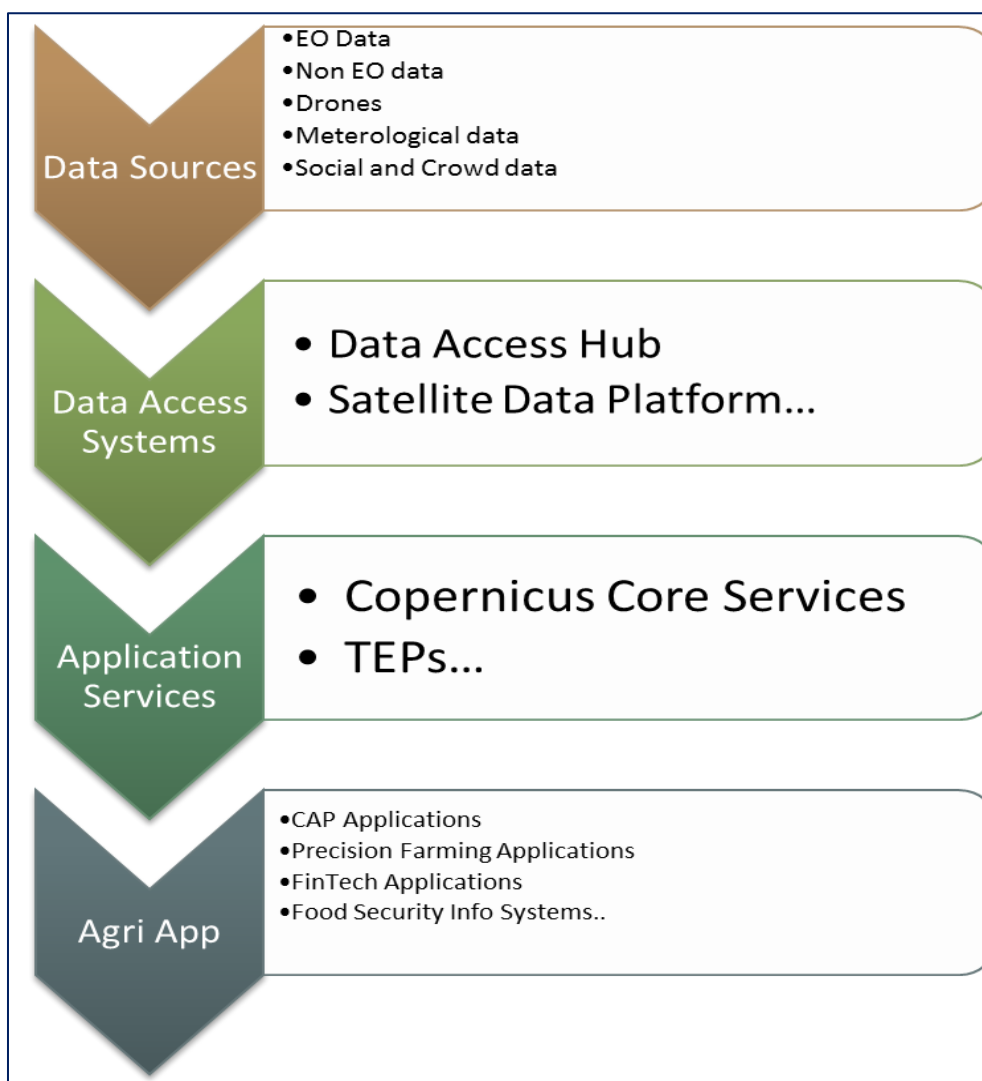 Data Sources
•EO Data
•Non EO data
•Drones
•Meterological data
•Social and Crowd data
Data Access
Systems
• Data Access Hub
• Satellite Data Platform...
Application
Services
• Copernicus Core Services
• TEPs...
Agri App
•CAP Applications
•Precision Farming Applications
•FinTech Applications
•Food Security Info Systems..